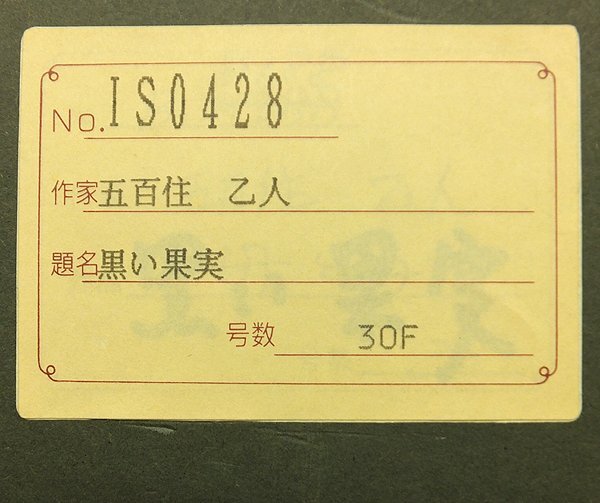 No. IS0428
作家 五百住 乙人
題名 黒い果実
号数 30F